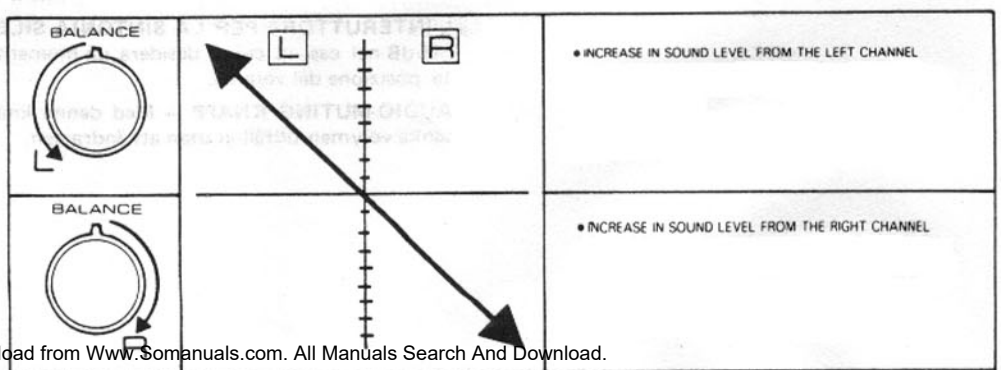 BALANCE
L
L R
• INCREASE IN SOUND LEVEL FROM THE LEFT CHANNEL
BALANCE
R
• INCREASE IN SOUND LEVEL FROM THE RIGHT CHANNEL
load from Www.Somanuals.com. All Manuals Search And Download.